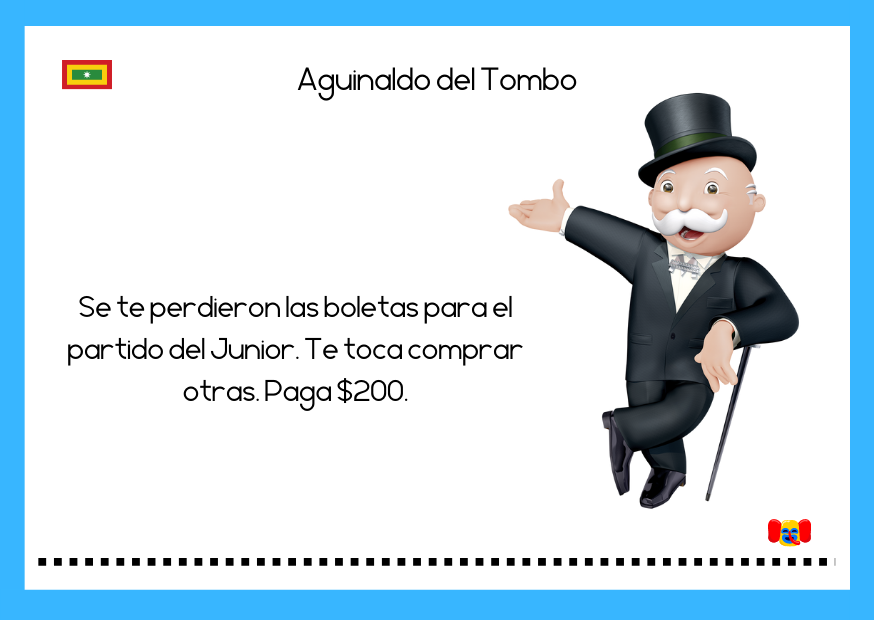 Aguinaldo del Tombo
Se te perdieron las boletas para el
partido del Junior. Te toca comprar
otras. Paga $200.